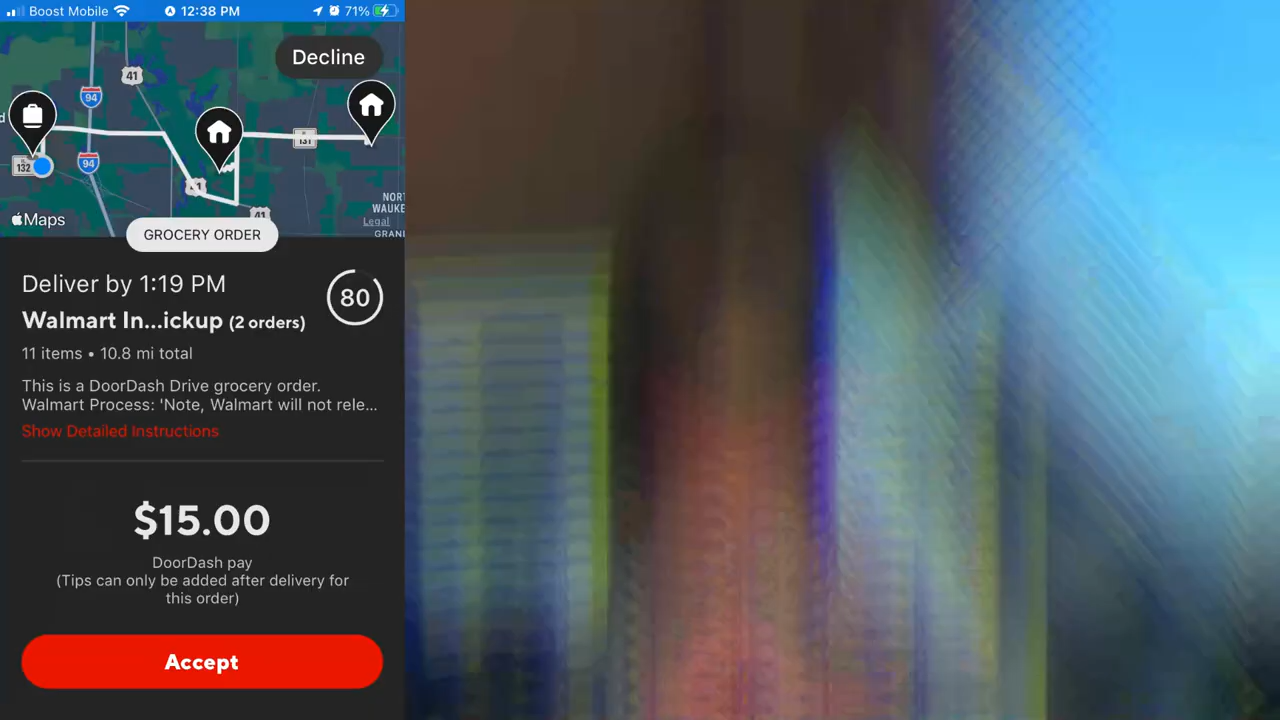 Boost Mobile 12:38 PM 71%
Decline
41
94
131
132
94
41
41
NOR
WAUKE
Maps
Legal
GRAN
GROCERY ORDER
Deliver by 1:19 PM
80
Walmart In...ickup (2 orders)
11 items • 10.8 mi total
This is a DoorDash Drive grocery order.
Walmart Process: 'Note, Walmart will not rele...
Show Detailed Instructions
$15.00
DoorDash pay
(Tips can only be added after delivery for
this order)
Accept